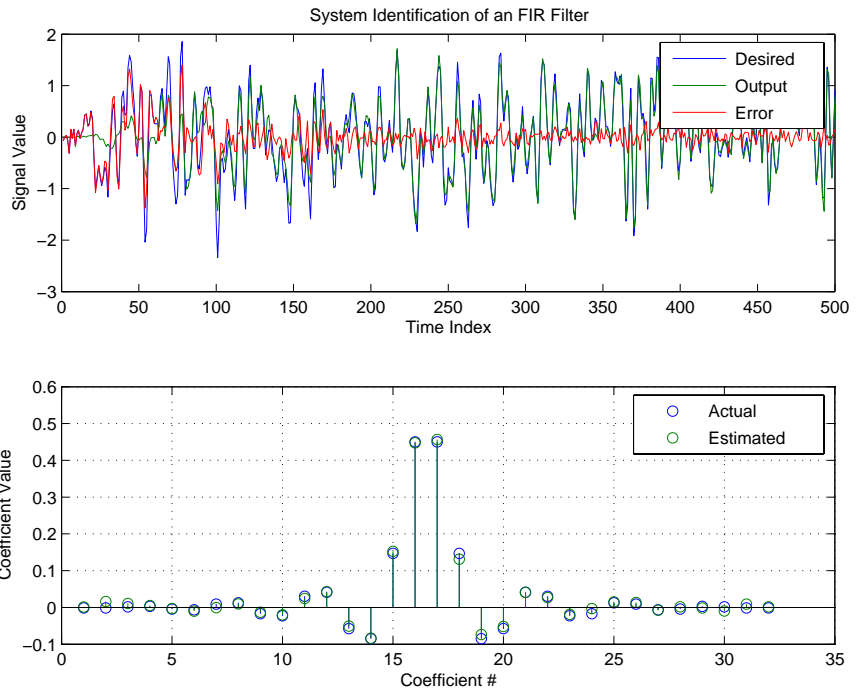 System Identification of an FIR Filter
2
1
0
−1
−2
−3
Signal Value
Desired
Output
Error
0 50 100 150 200 250 300 350 400 450 500
Time Index
0.6
0.5
0.4
0.3
0.2
0.1
0
−0.1
Coefficient Value
Actual
Estimated
0 5 10 15 20 25 30 35
Coefficient #